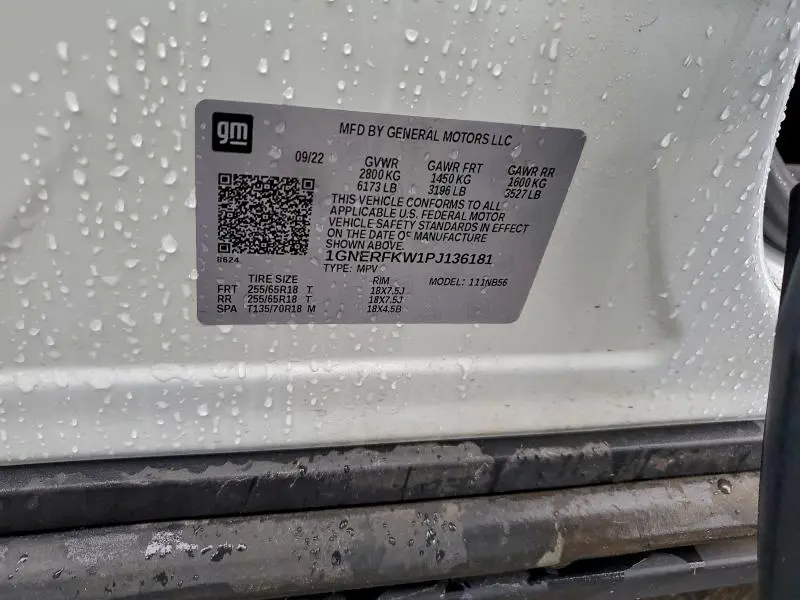 gm
MFD BY GENERAL MOTORS LLC
09/22 GVWR GAWR FRT GAWR RR
2800 KG 1450 KG 1600 KG
6173 LB 3196 LB 3527 LB
THIS VEHICLE CONFORMS TO ALL
APPLICABLE U.S. FEDERAL MOTOR
VEHICLE SAFETY STANDARDS IN EFFECT
ON THE DATE OF MANUFACTURE
SHOWN ABOVE.
8624 1GNERFKW1PJ136181
TYPE: MPV
TIRE SIZE RIM MODEL: 111NB56
FRT 255/65R18 T 18X7.5J
RR 255/65R18 T 18X7.5J
SPA T135/70R18 M 18X4.5B